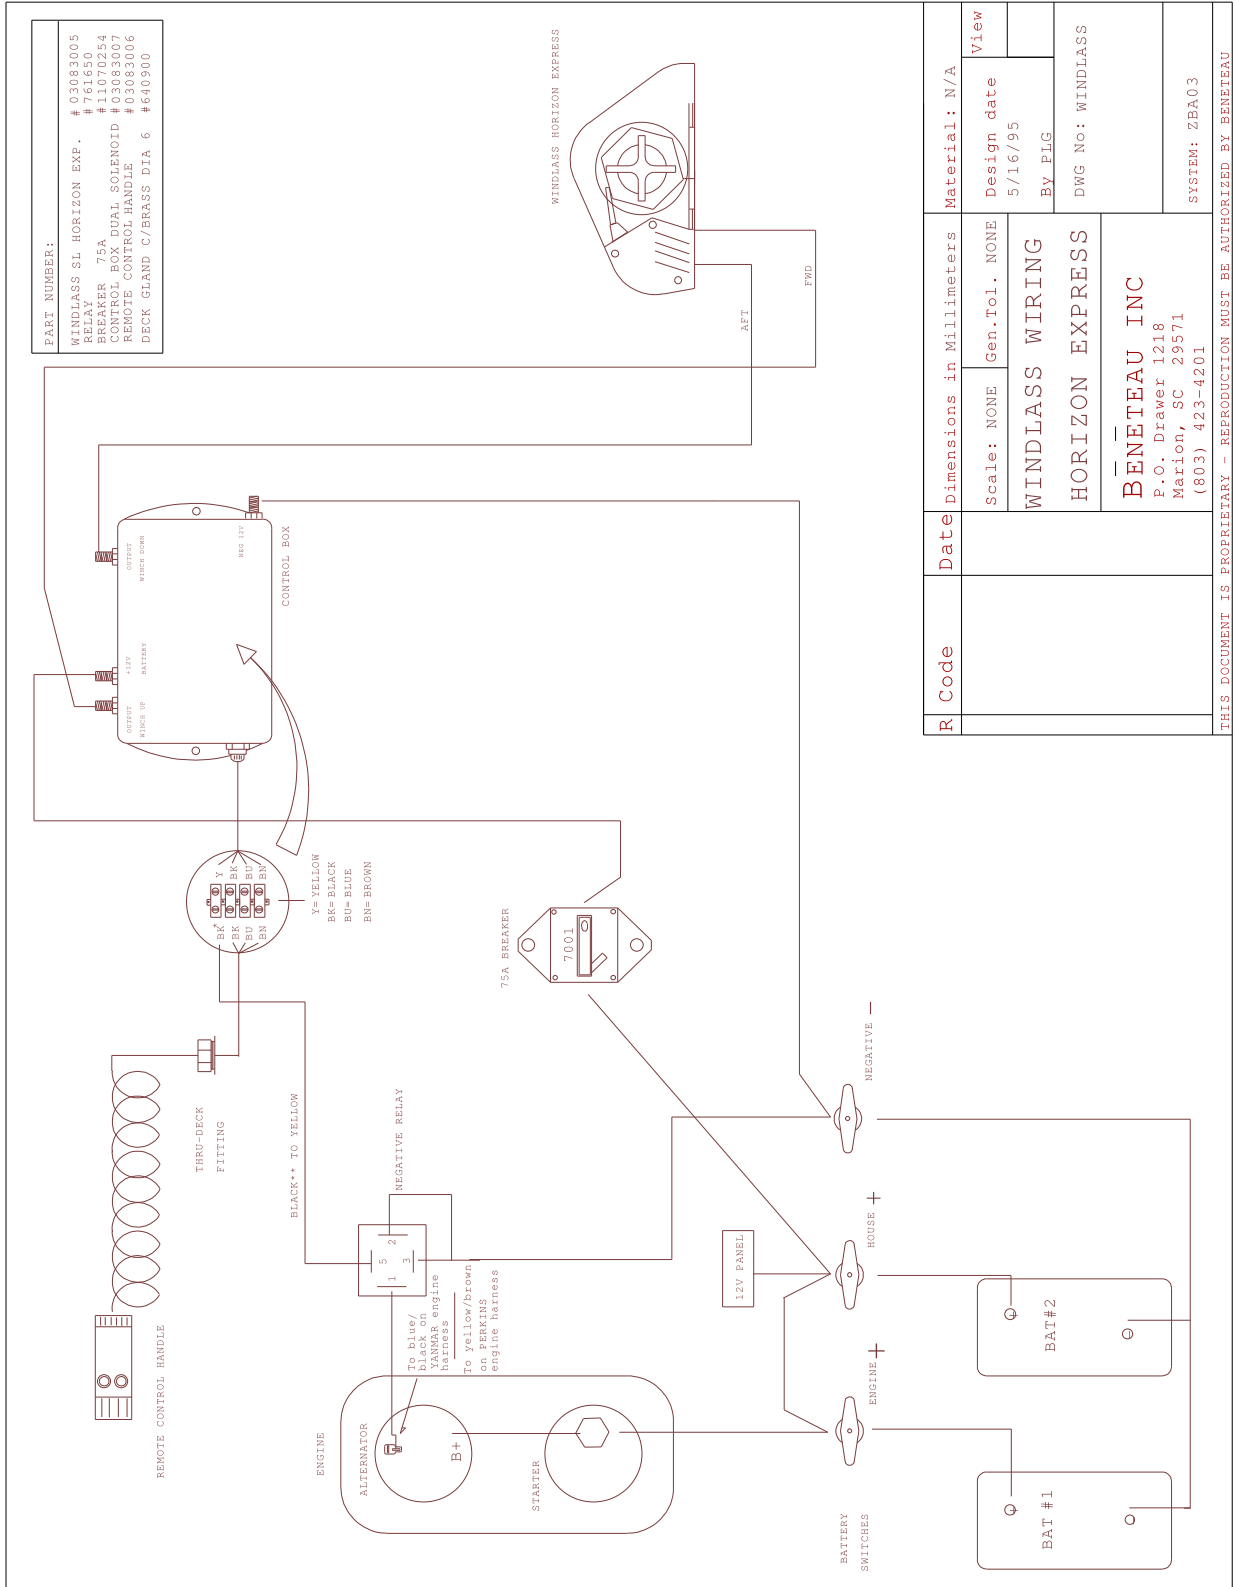 PART NUMBER:
WINDLASS SL HORIZON EXP. # 03083005
RELAY # 761650
BREAKER 75A #11070254
CONTROL BOX DUAL SOLENOID #03083007
REMOTE CONTROL HANDLE #03083006
DECK GLAND C/BRASS DIA 6 #640900
WINDLASS HORIZON EXPRESS
AFT
FWD
OUTPUT
WINCH DOWN
+12V
BATTERY
OUTPUT
WINCH UP
NEG 12V
CONTROL BOX
Y
BK
BU
BN
BK*
BK
BU
BN
Y=YELLOW
BK=BLACK
BU=BLUE
BN=BROWN
75A BREAKER
7001
THRU-DECK
FITTING
BLACK** TO YELLOW
NEGATIVE RELAY
1
2
3
5
REMOTE CONTROL HANDLE
To blue/
black on
YANMAR engine
harness
To yellow/brown
on PERKINS
engine harness
ENGINE
ALTERNATOR
B+
STARTER
12V PANEL
NEGATIVE -
HOUSE +
ENGINE +
BATTERY
SWITCHES
+
BAT#2
+
BAT #1
R Code Date Dimensions in Millimeters Material: N/A
Scale: NONE Gen.Tol. NONE Design date View
5/16/95
By PLG
WINDLASS WIRING
HORIZON EXPRESS
DWG No: WINDLASS
BENETEAU INC
P.O. Drawer 1218
Marion, SC 29571
(803) 423-4201
SYSTEM: ZBA03
THIS DOCUMENT IS PROPRIETARY - REPRODUCTION MUST BE AUTHORIZED BY BENETEAU